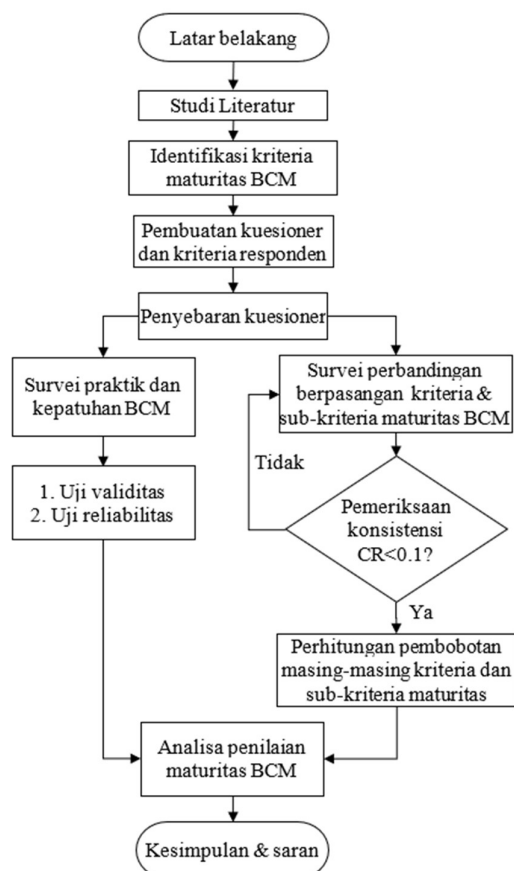 Latar belakang
Studi Literatur
Identifikasi kriteria
maturitas BCM
Pembuatan kuesioner
dan kriteria responden
Penyebaran kuesioner
Survei praktik dan
kepatuhan BCM
1. Uji validitas
2. Uji reliabilitas
Survei perbandingan
berpasangan kriteria &
sub-kriteria maturitas BCM
Tidak
Pemeriksaan
konsistensi
CR<0.1?
Ya
Perhitungan pembobotan
masing-masing kriteria dan
sub-kriteria maturitas
Analisa penilaian
maturitas BCM
Kesimpulan & saran